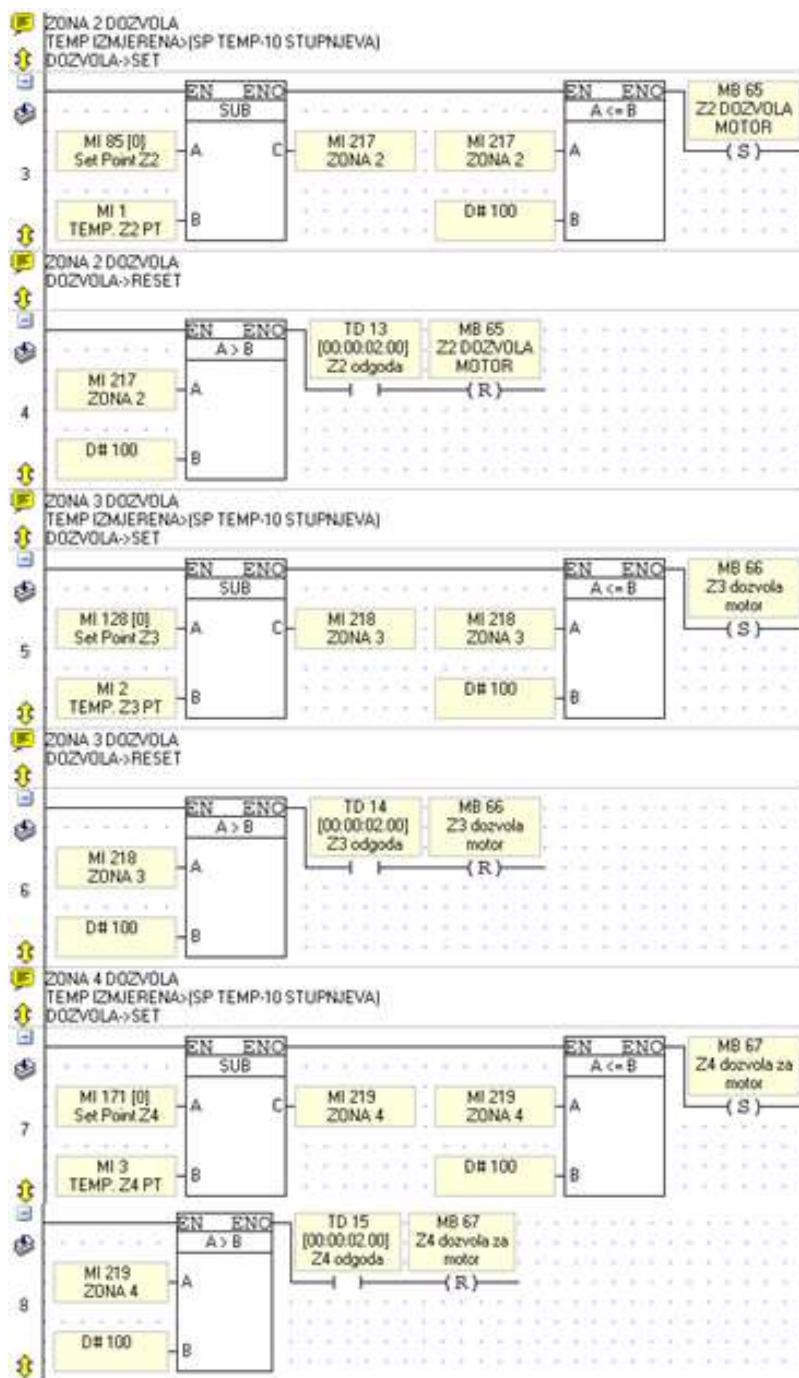 ZONA 2 DOZVOLA
TEMP IZMJERENA>(SP TEMP-10 STUPNJEVA)
DOZVOLA->SET
3
EN ENO
SUB
MI 85 [0]
Set Point Z2
A
C
MI 217
ZONA 2
MI 1
TEMP. Z2 PT
B
EN ENO
A <= B
MI 217
ZONA 2
A
D# 100
B
MB 65
Z2 DOZVOLA
MOTOR
( S )
ZONA 2 DOZVOLA
DOZVOLA->RESET
4
EN ENO
A > B
MI 217
ZONA 2
A
D# 100
B
TD 13
[00:00:02.00]
Z2 odgoda
MB 65
Z2 DOZVOLA
MOTOR
( R )
ZONA 3 DOZVOLA
TEMP IZMJERENA>(SP TEMP-10 STUPNJEVA)
DOZVOLA->SET
5
EN ENO
SUB
MI 128 [0]
Set Point Z3
A
C
MI 218
ZONA 3
MI 2
TEMP. Z3 PT
B
EN ENO
A <= B
MI 218
ZONA 3
A
D# 100
B
MB 66
Z3 dozvola
motor
( S )
ZONA 3 DOZVOLA
DOZVOLA->RESET
6
EN ENO
A > B
MI 218
ZONA 3
A
D# 100
B
TD 14
[00:00:02.00]
Z3 odgoda
MB 66
Z3 dozvola
motor
( R )
ZONA 4 DOZVOLA
TEMP IZMJERENA>(SP TEMP-10 STUPNJEVA)
DOZVOLA->SET
7
EN ENO
SUB
MI 171 [0]
Set Point Z4
A
C
MI 219
ZONA 4
MI 3
TEMP. Z4 PT
B
EN ENO
A <= B
MI 219
ZONA 4
A
D# 100
B
MB 67
Z4 dozvola za
motor
( S )
8
EN ENO
A > B
MI 219
ZONA 4
A
D# 100
B
TD 15
[00:00:02.00]
Z4 odgoda
MB 67
Z4 dozvola za
motor
( R )